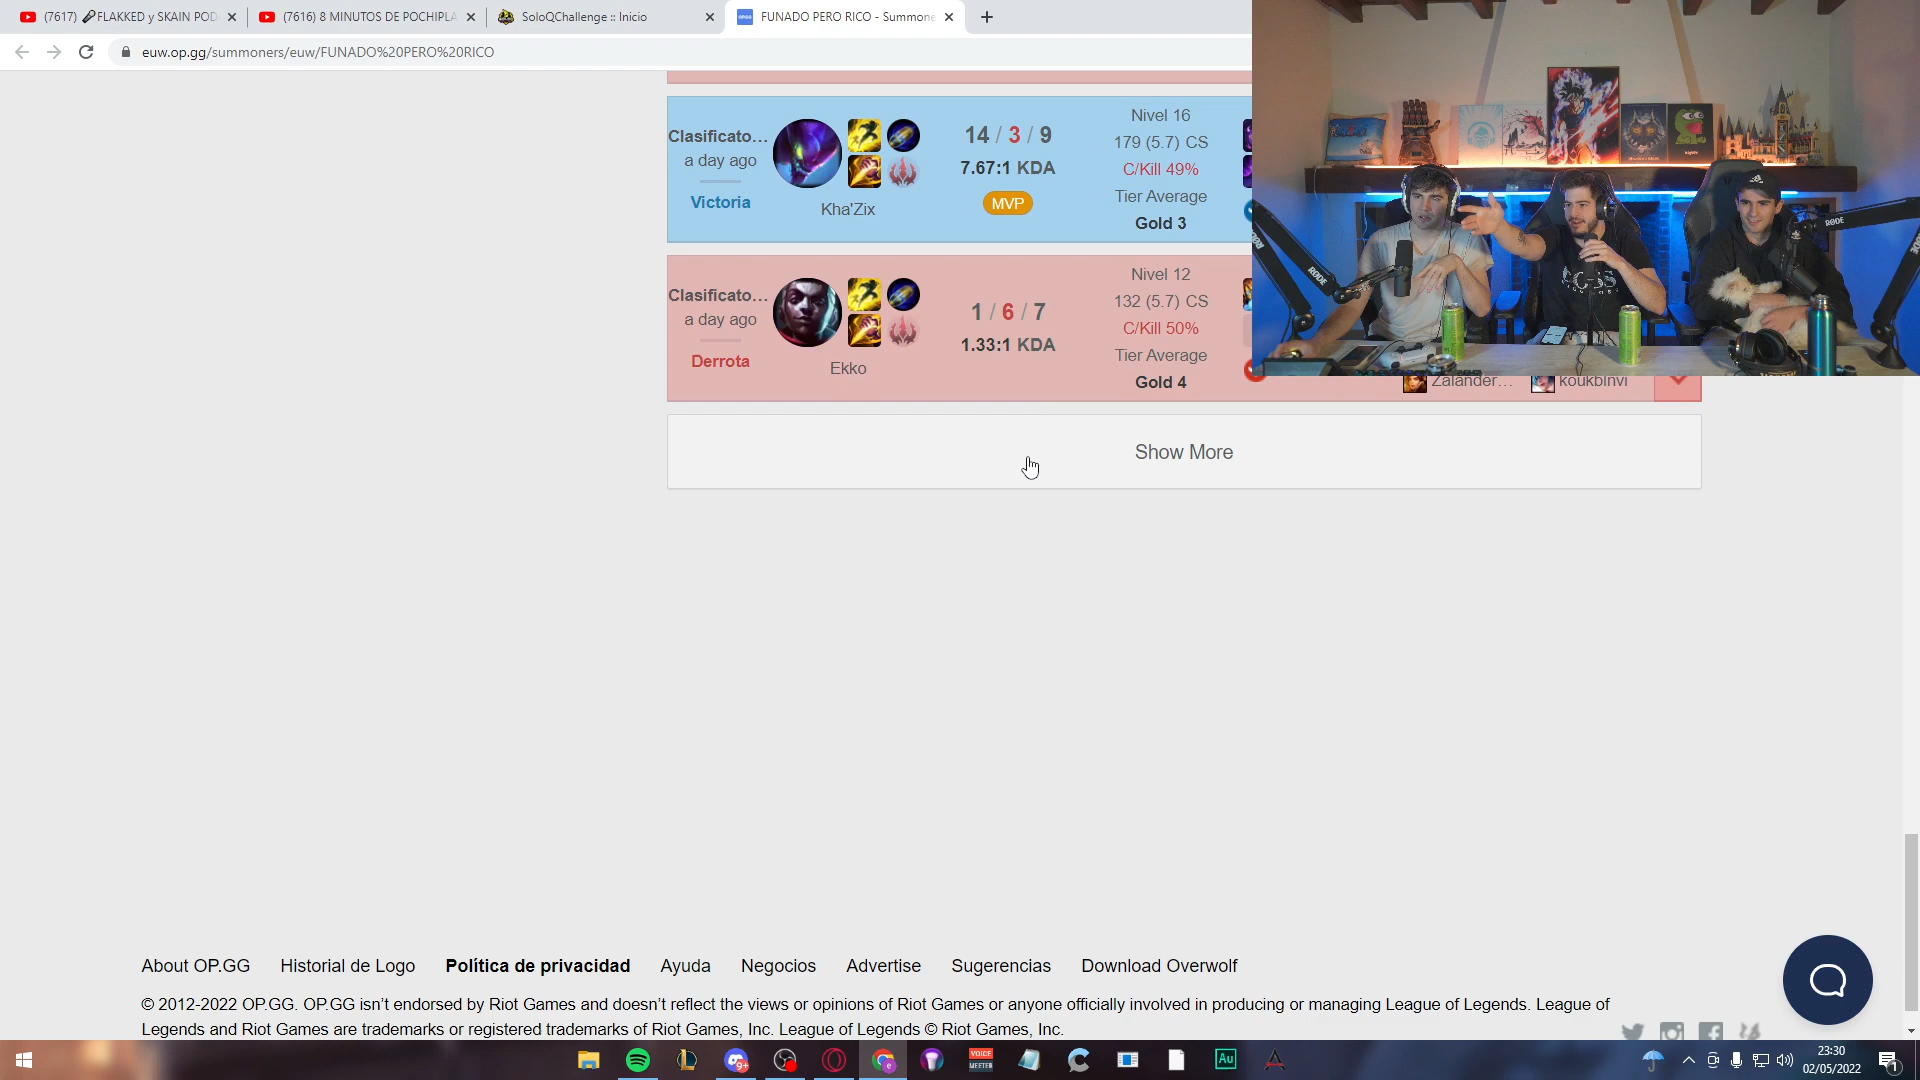 (7617) 🎤FLAKKED y SKAIN POD
(7616) 8 MINUTOS DE POCHIPLA
SoloQChallenge :: Inicio
FUNADO PERO RICO - Summone
euw.op.gg/summoners/euw/FUNADO%20PERO%20RICO
Clasificato...
a day ago
Victoria
Kha'Zix
14 / 3 / 9
7.67:1 KDA
MVP
Nivel 16
179 (5.7) CS
C/Kill 49%
Tier Average
Gold 3
Clasificato...
a day ago
Derrota
Ekko
1 / 6 / 7
1.33:1 KDA
Nivel 12
132 (5.7) CS
C/Kill 50%
Tier Average
Gold 4
Zalander...
koukbinvi
RØDE
RØDE
Show More
About OP.GG
Historial de Logo
Política de privacidad
Ayuda
Negocios
Advertise
Sugerencias
Download Overwolf
© 2012-2022 OP.GG. OP.GG isn't endorsed by Riot Games and doesn't reflect the views or opinions of Riot Games or anyone officially involved in producing or managing League of Legends. League of
Legends and Riot Games are trademarks or registered trademarks of Riot Games, Inc. League of Legends © Riot Games, Inc.
9+
VOICE
MEETER
Au
23:30
02/05/2022
1